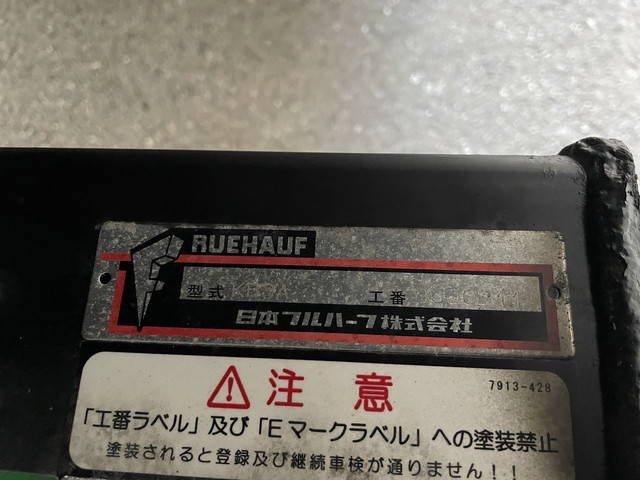 RUEHAUF
型式 工番
日本フルハーフ株式会社
⚠注意 7913-428
「工番ラベル」及び「Eマークラベル」への塗装禁止
塗装されると登録及び継続車検が通りません!!